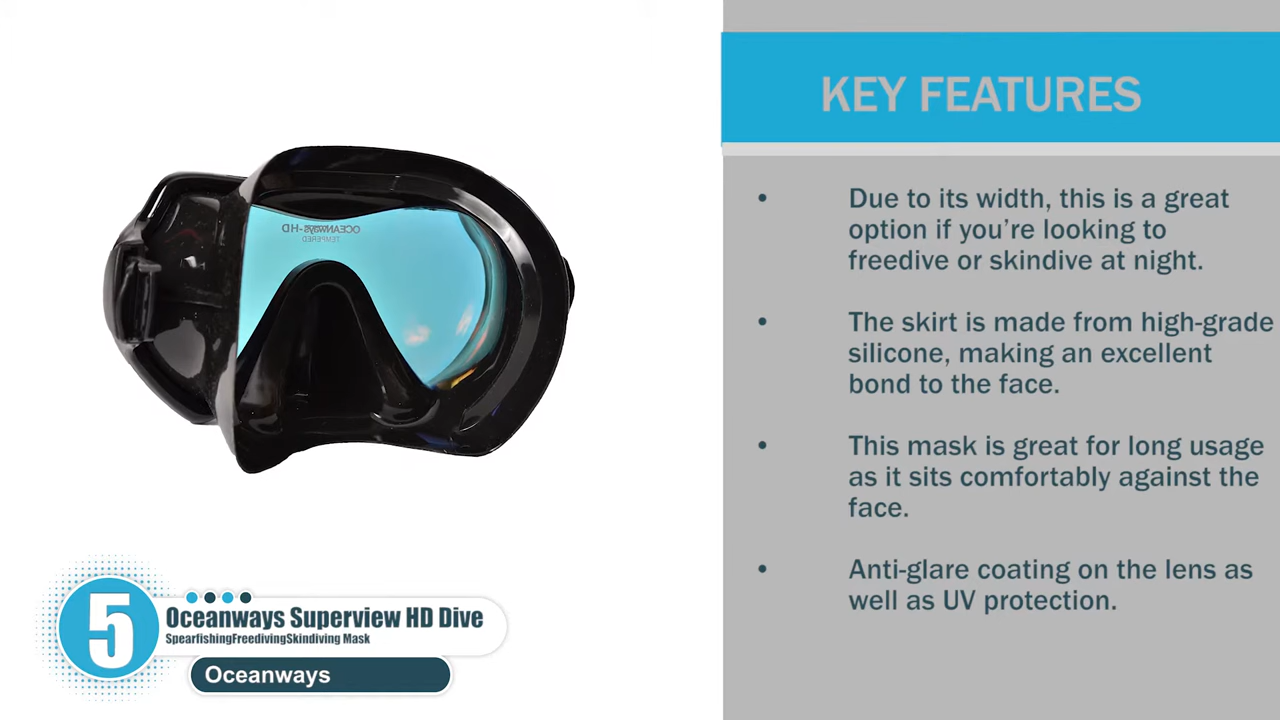 KEY FEATURES
• Due to its width, this is a great
option if you're looking to
freedive or skindive at night.
• The skirt is made from high-grade
silicone, making an excellent
bond to the face.
• This mask is great for long usage
as it sits comfortably against the
face.
• Anti-glare coating on the lens as
well as UV protection.
OCEANWAYS-HD
TEMPERED
5
Oceanways Superview HD Dive
SpearfishingFreedivingSkindiving Mask
Oceanways